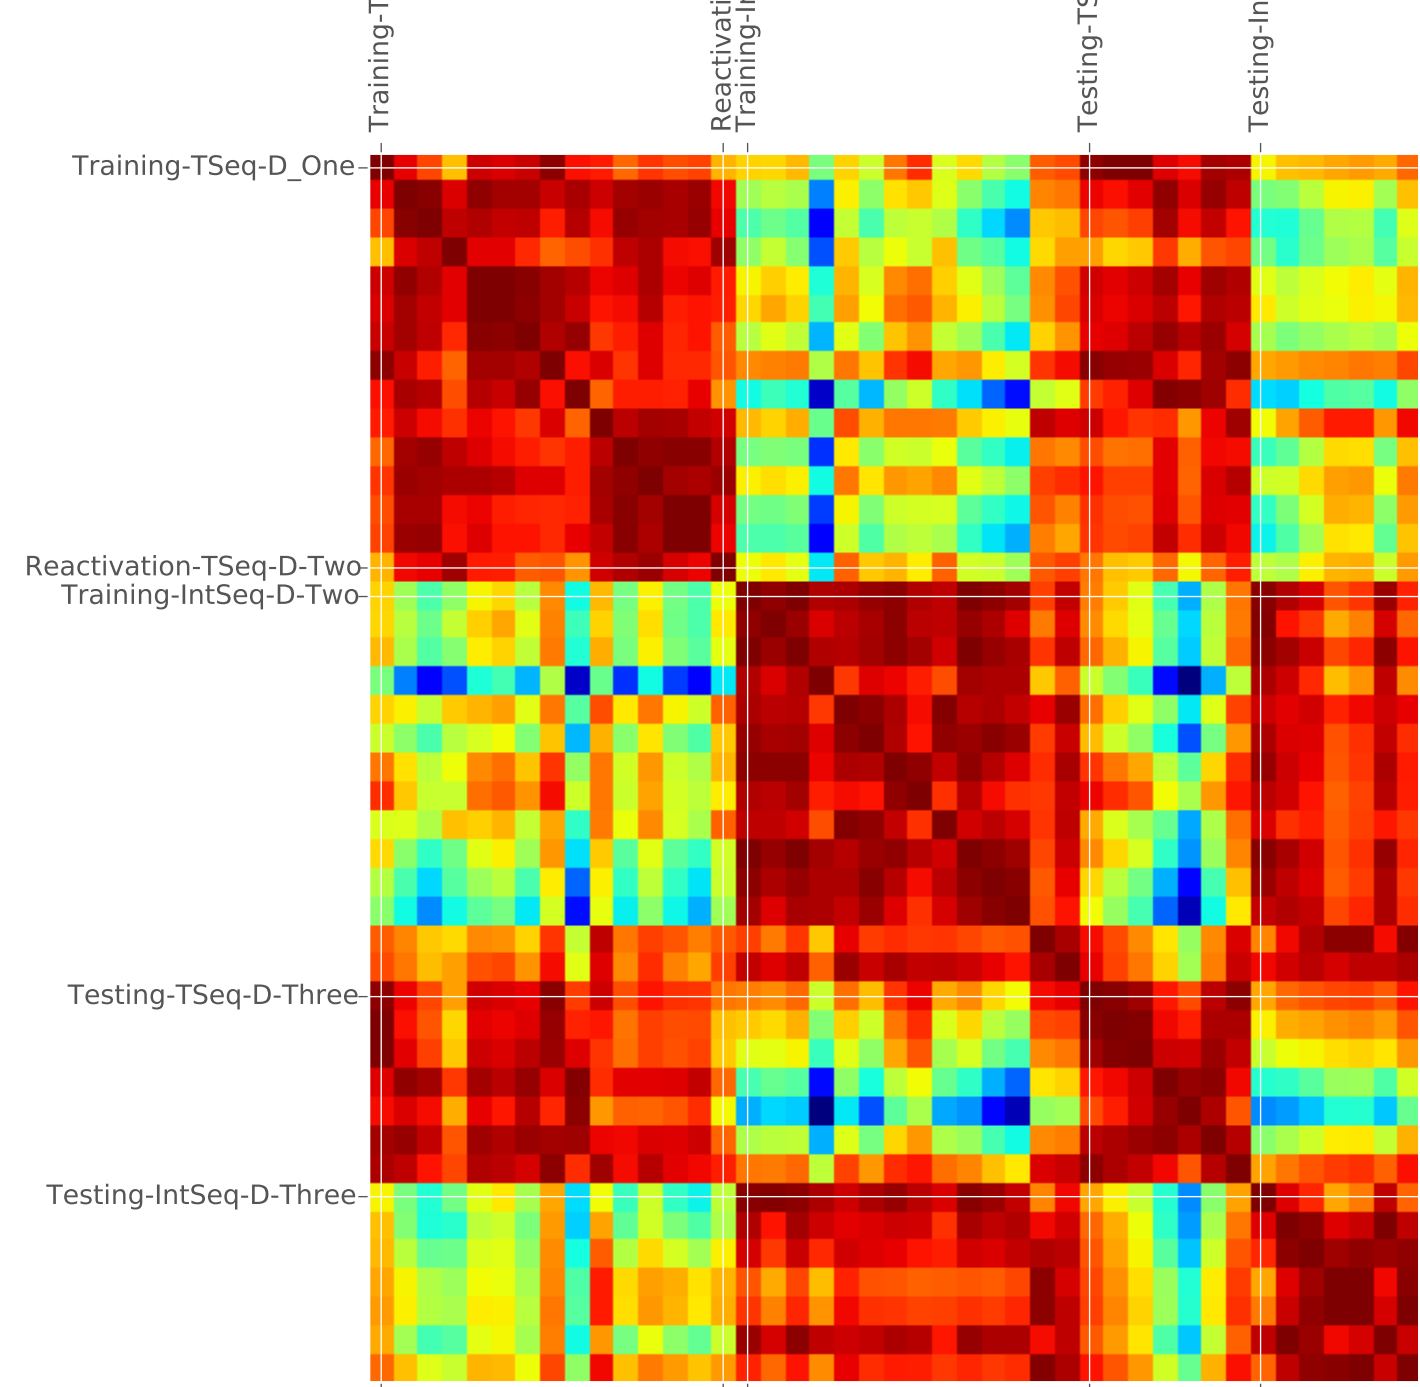 Training-T
Reactivati
Training-I
Testing-TS
Testing-In
Training-TSeq-D_One
Reactivation-TSeq-D-Two
Training-IntSeq-D-Two
Testing-TSeq-D-Three
Testing-IntSeq-D-Three